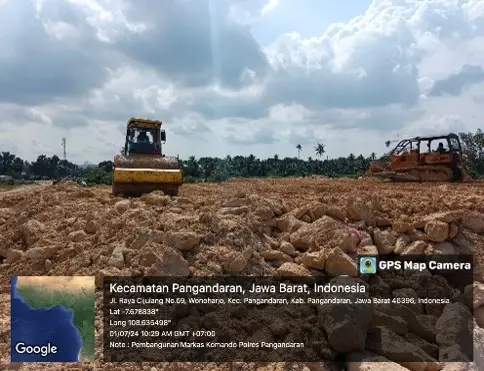 GPS Map Camera
Kecamatan Pangandaran, Jawa Barat, Indonesia
Jl. Raya Cijulang No.69, Wonoharjo, Kec. Pangandaran, Kab. Pangandaran, Jawa Barat 46396, Indonesia
Lat -7.678838°
Long 108.635498°
01/07/24 10:29 AM GMT +07:00
Note : Pembangunan Markas Komando Polres Pangandaran
Google